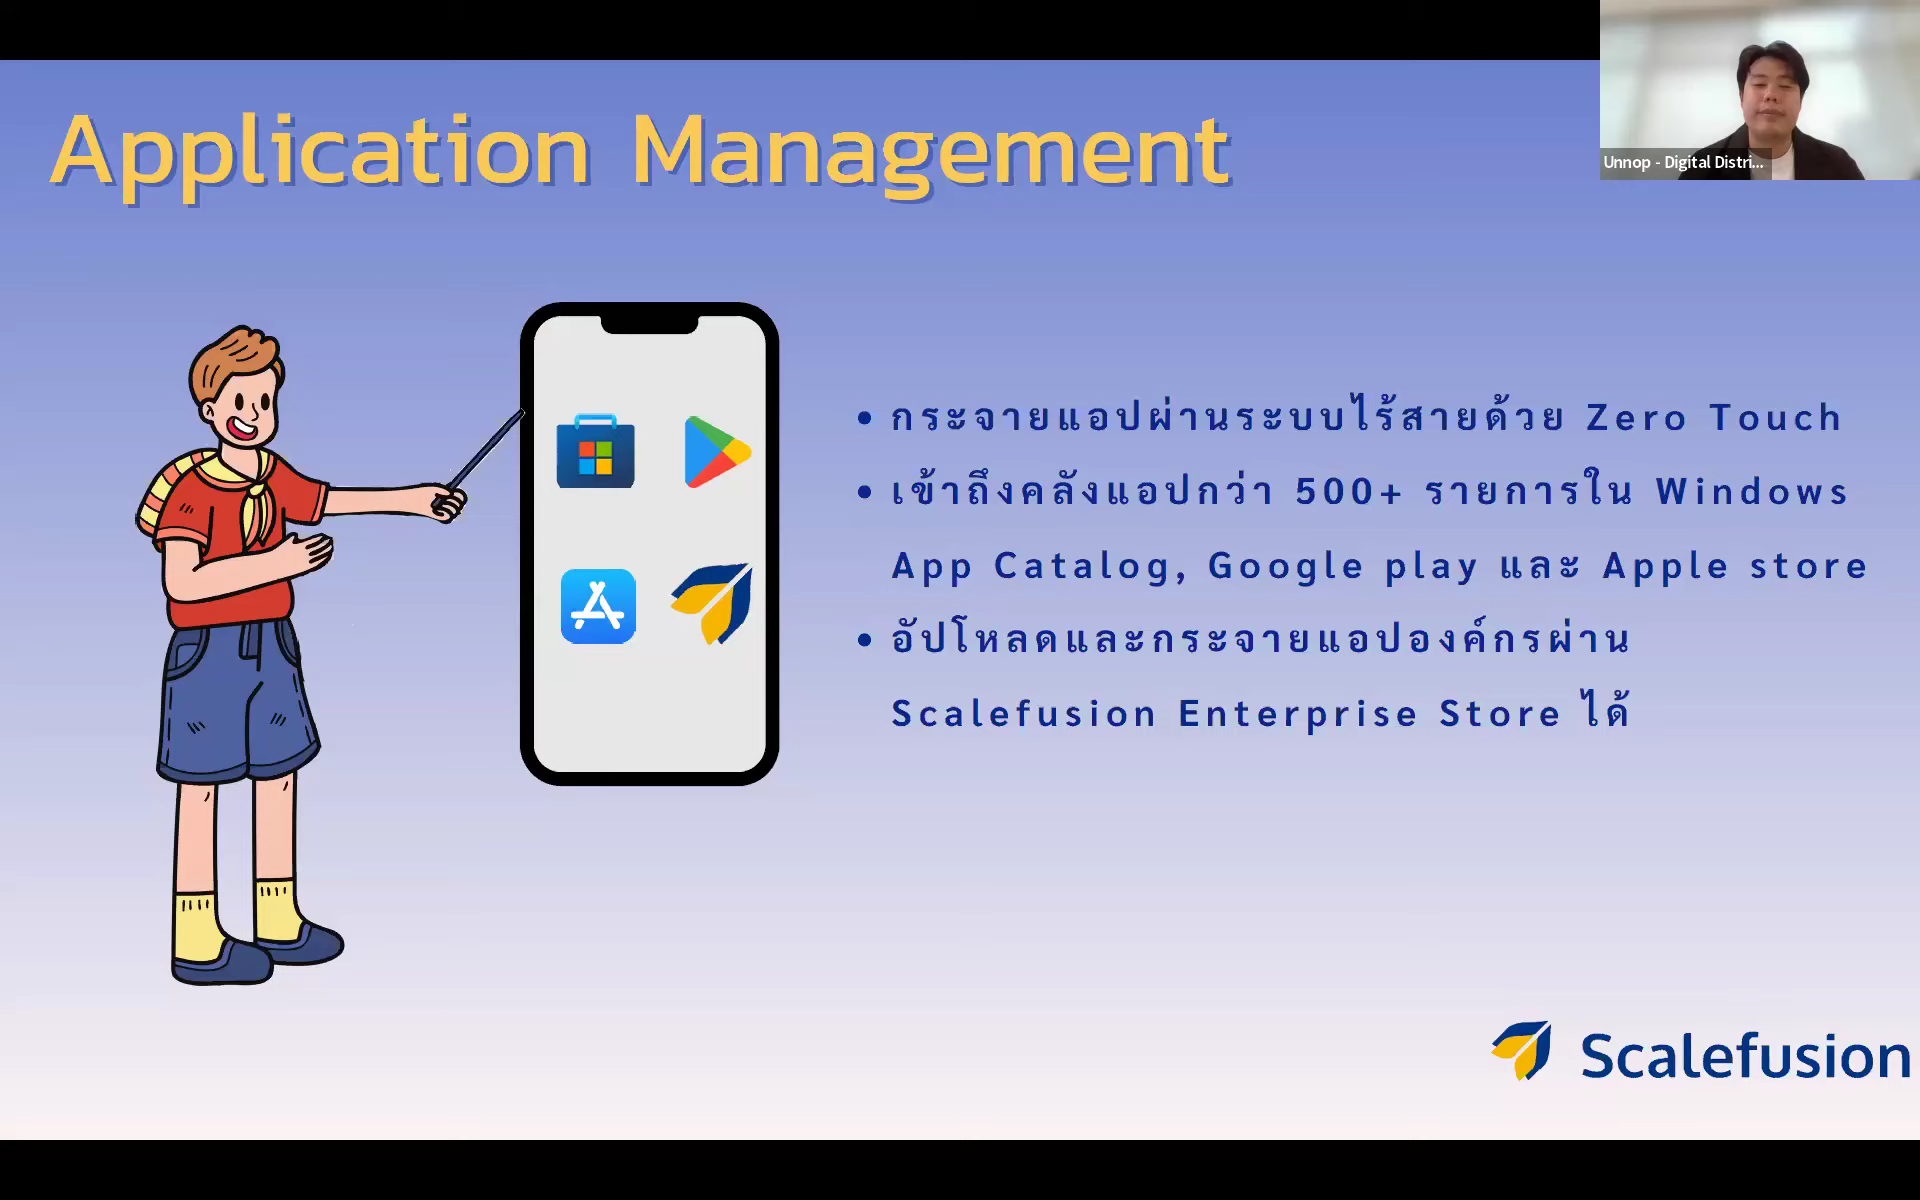 Application Management
Unnop - Digital Distri...
• กระจายแอปผ่านระบบไร้สายด้วย Zero Touch
• เข้าถึงคลังแอปกว่า 500+ รายการใน Windows
App Catalog, Google play และ Apple store
• อัปโหลดและกระจายแอปองค์กรผ่าน
Scalefusion Enterprise Store ได้
Scalefusion